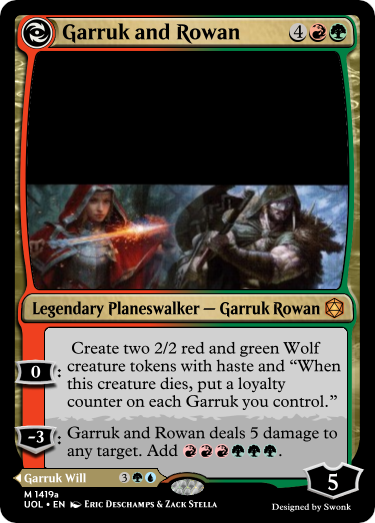 Garruk and Rowan 4
Legendary Planeswalker — Garruk Rowan
0: Create two 2/2 red and green Wolf
creature tokens with haste and “When
this creature dies, put a loyalty
counter on each Garruk you control.”
-3: Garruk and Rowan deals 5 damage to
any target. Add
.
5
Garruk Will 3
M 1419a
UOL • EN Eric Deschamps & Zack Stella
Designed by Swonk